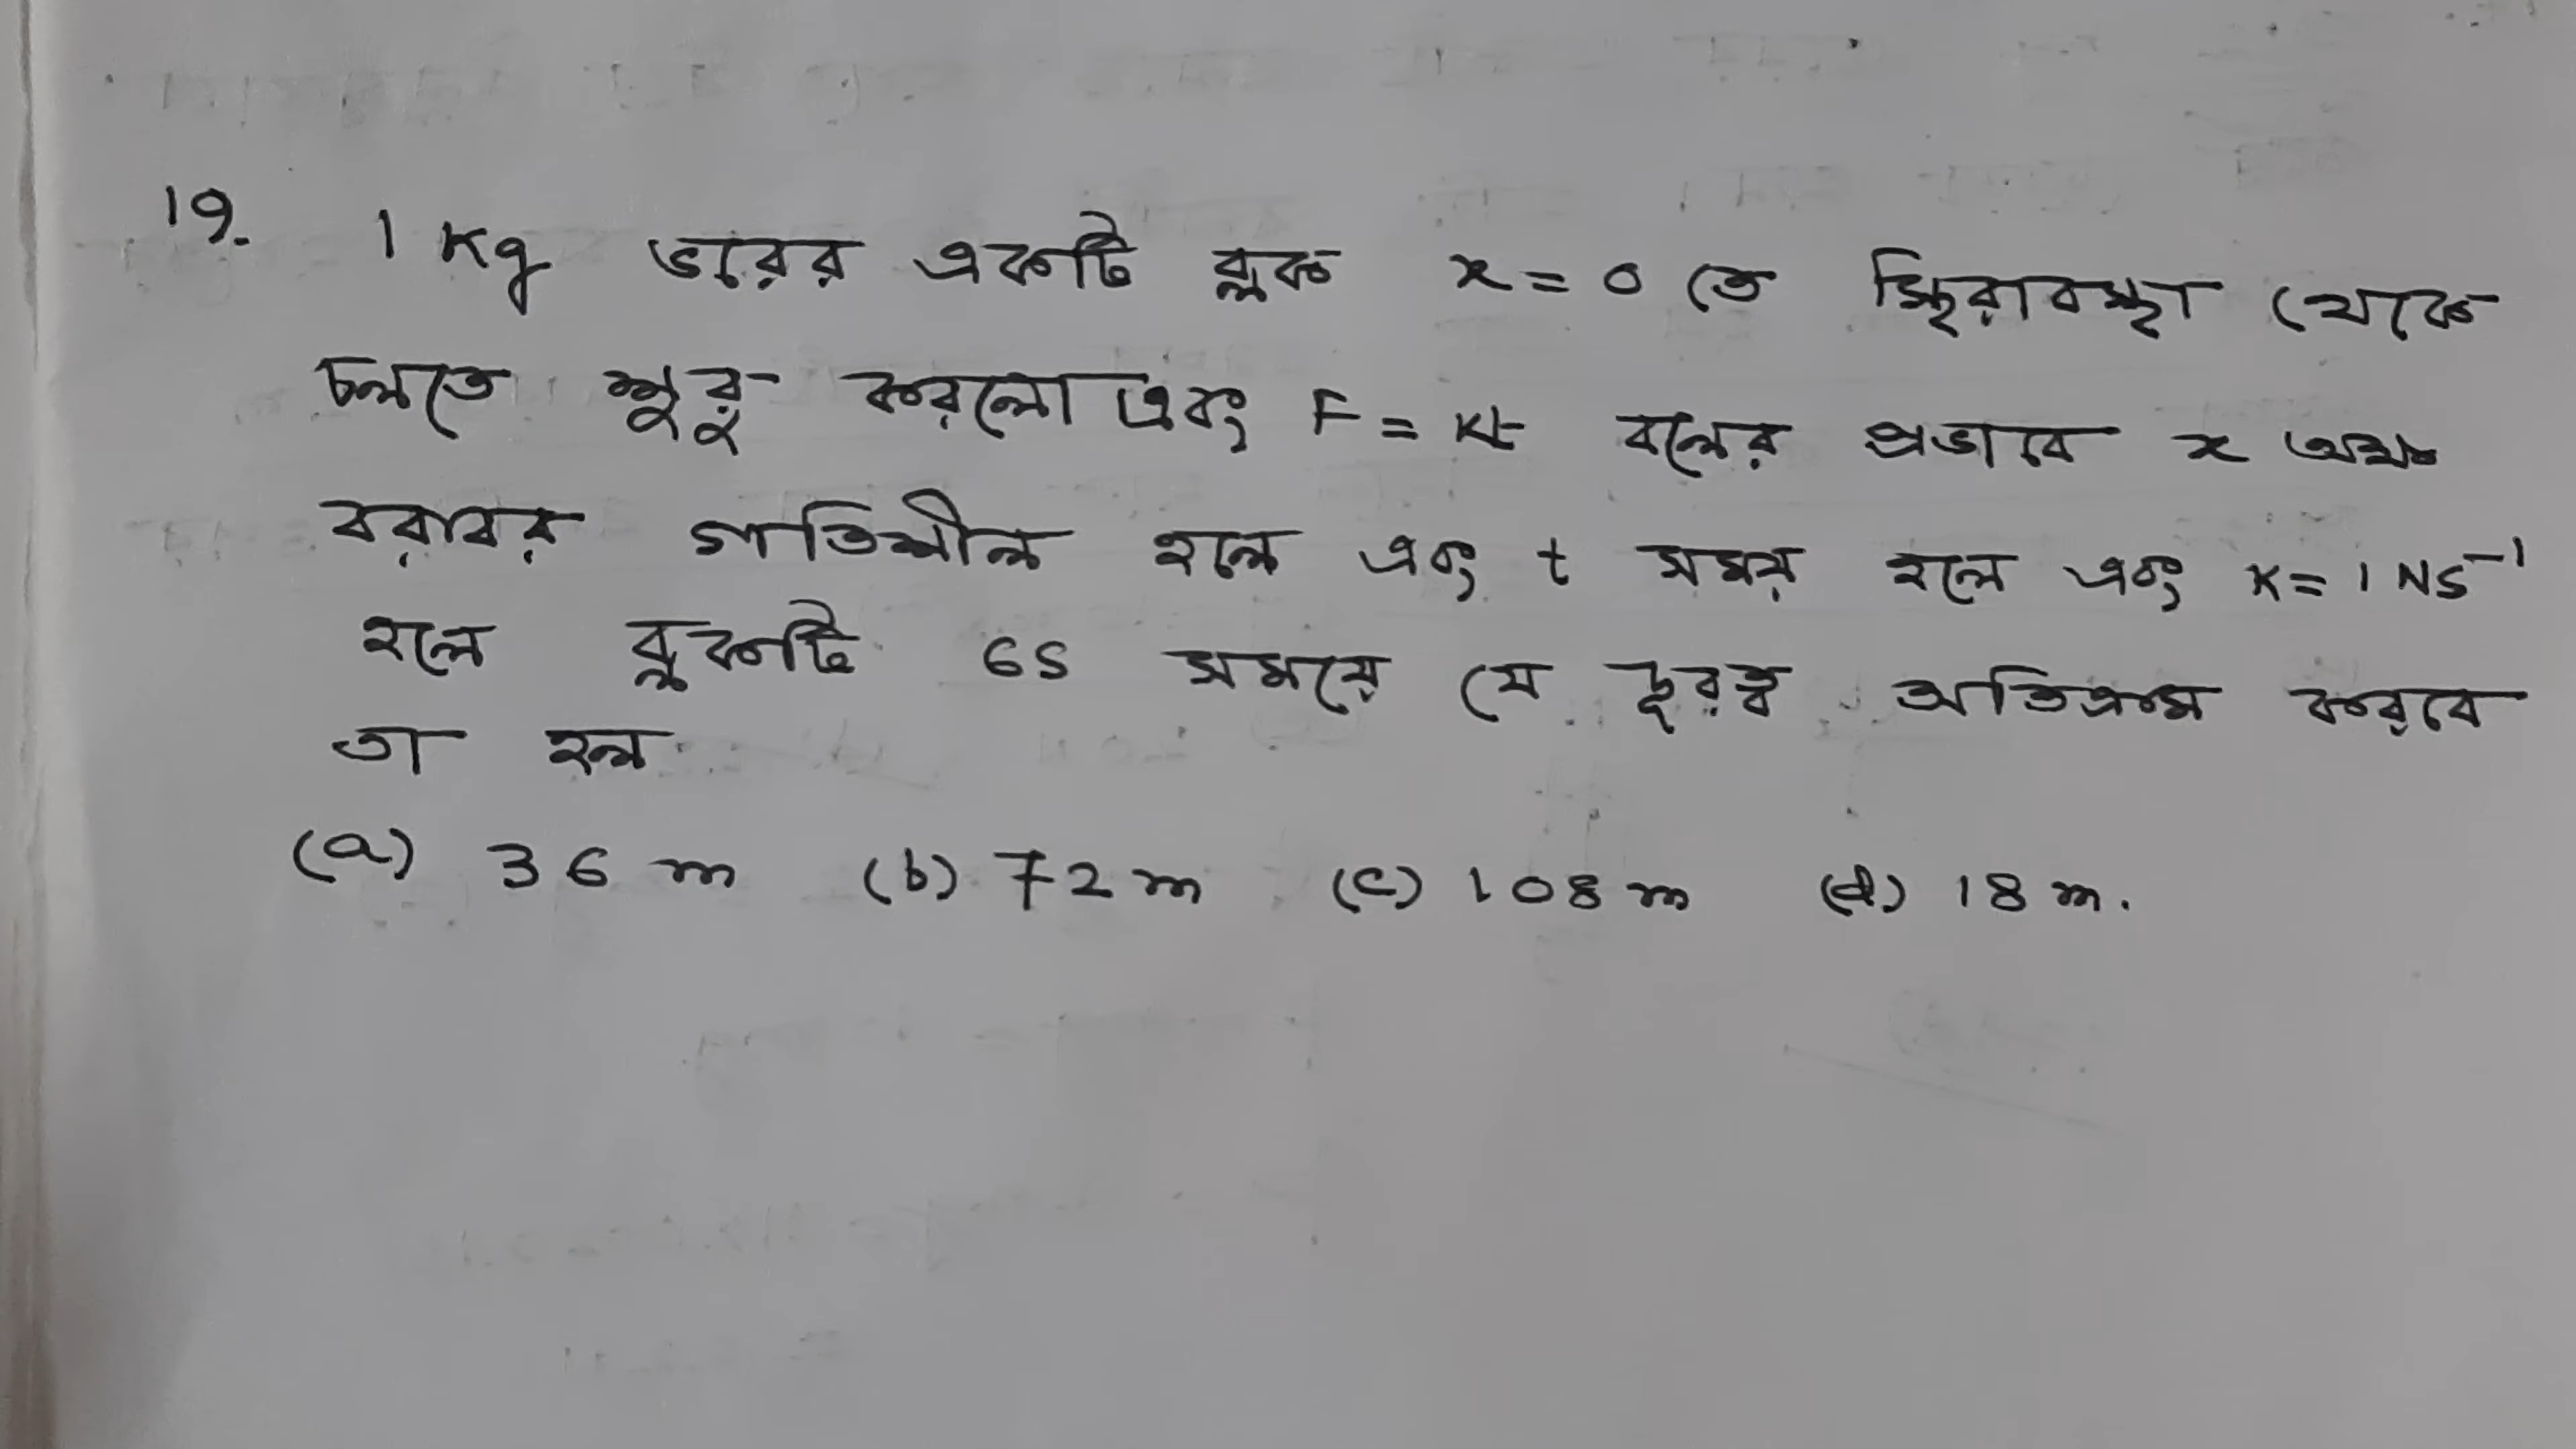 19. 1 Kg ভরের একটি ব্লক x = 0 তে স্থিরাবস্থা থেকে
চলতে শুরু করলো এবং F = Kt বলের প্রভাবে x অক্ষ
বরাবর গতিশীল হলে এবং t সময় হলে এবং K = 1 NS⁻¹
হলে ব্লকটি 6S সময়ে যে দূরত্ব অতিক্রম করবে
তা হল
(a) 36 m (b) 72 m (c) 108 m (d) 18 m.